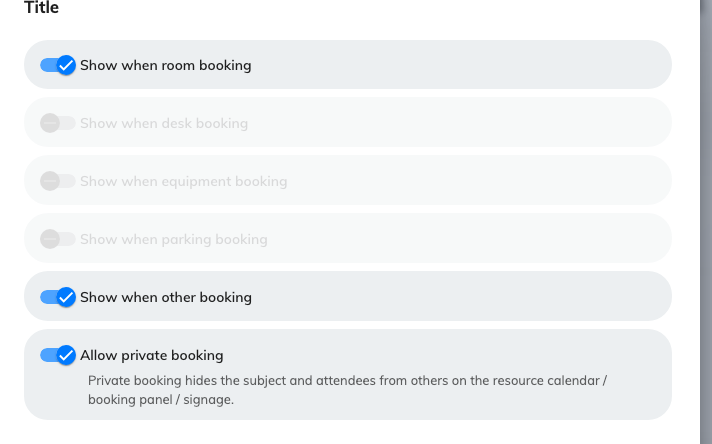 Title
Show when room booking
Show when desk booking
Show when equipment booking
Show when parking booking
Show when other booking
Allow private booking
Private booking hides the subject and attendees from others on the resource calendar /
booking panel / signage.